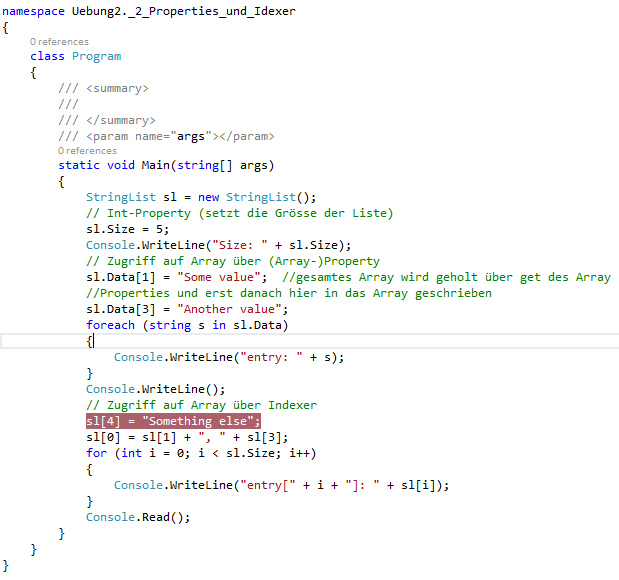 namespace Uebung2._2_Properties_und_Idexer
{
0 references
class Program
{
/// <summary>
///
/// </summary>
/// <param name="args"></param>
0 references
static void Main(string[] args)
{
StringList sl = new StringList();
// Int-Property (setzt die Grösse der Liste)
sl.Size = 5;
Console.WriteLine("Size: " + sl.Size);
// Zugriff auf Array über (Array-)Property
sl.Data[1] = "Some value";  //gesamtes Array wird geholt über get des Array
//Properties und erst danach hier in das Array geschrieben
sl.Data[3] = "Another value";
foreach (string s in sl.Data)
{
Console.WriteLine("entry: " + s);
}
Console.WriteLine();
// Zugriff auf Array über Indexer
sl[4] = "Something else";
sl[0] = sl[1] + ", " + sl[3];
for (int i = 0; i < sl.Size; i++)
{
Console.WriteLine("entry[" + i + "]: " + sl[i]);
}
Console.Read();
}
}
}